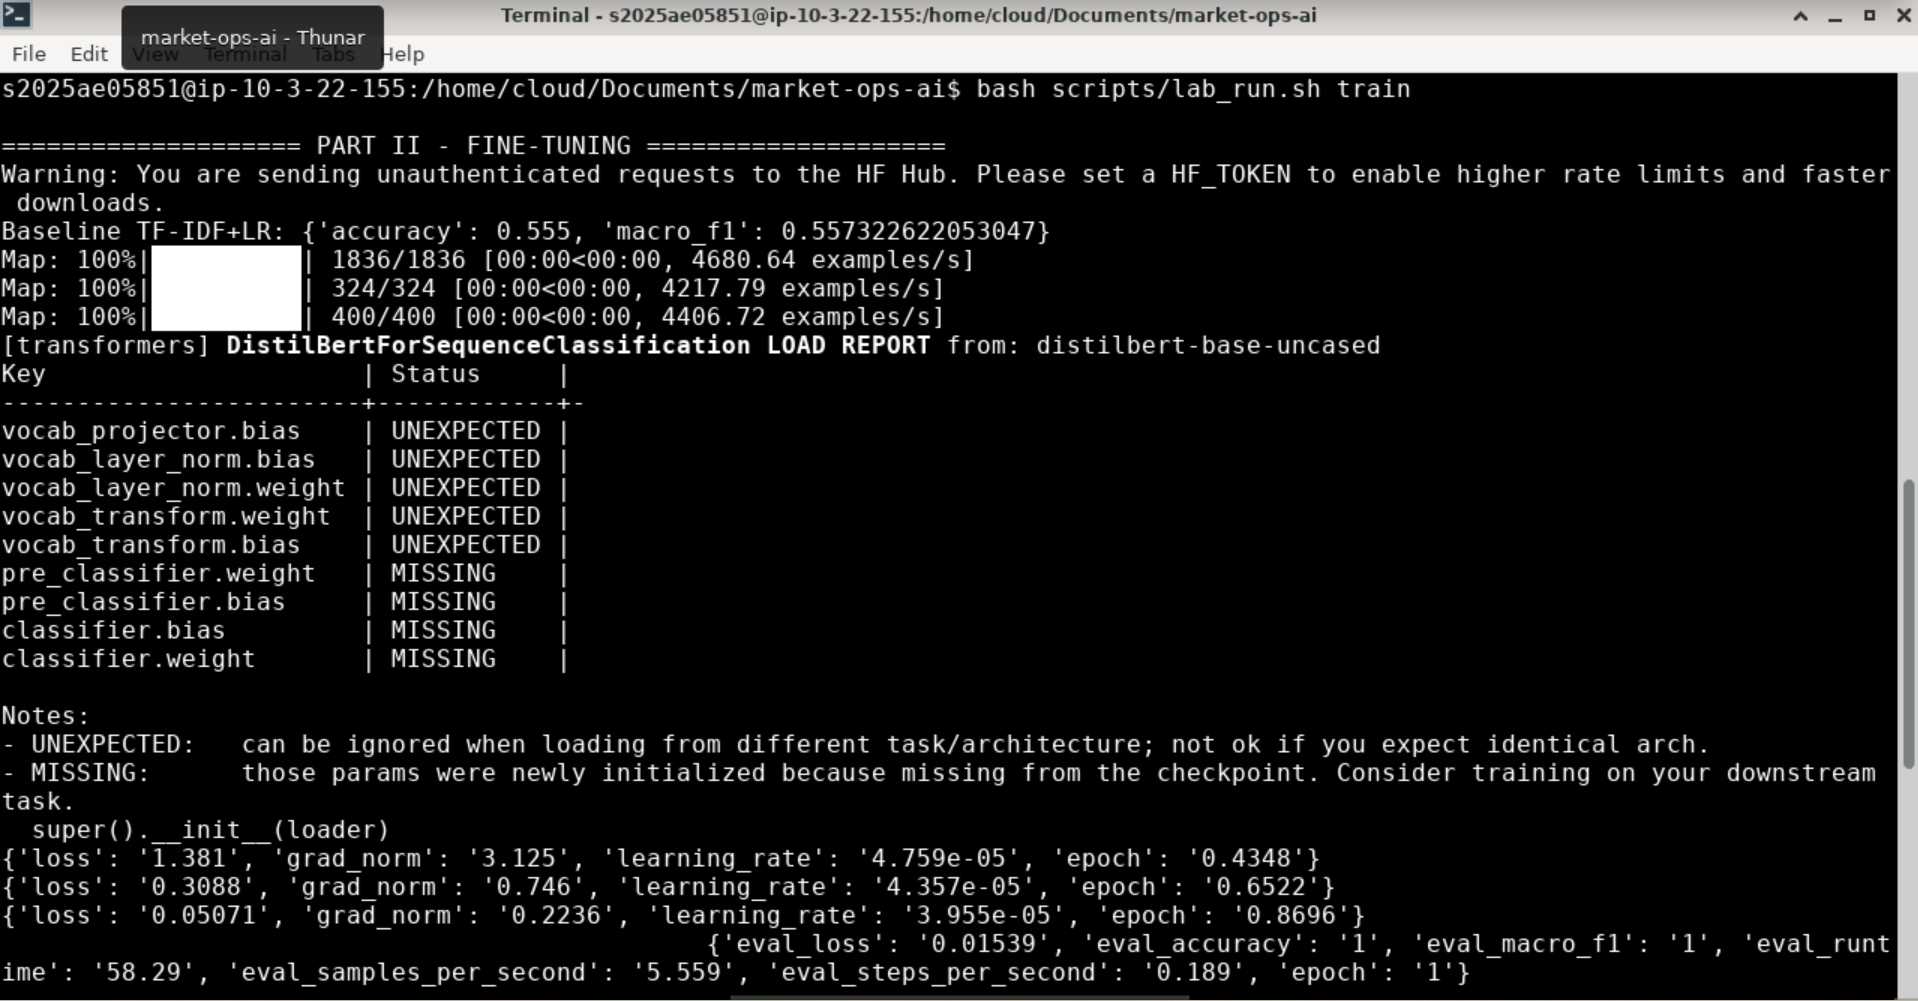 Terminal - s2025ae05851@ip-10-3-22-155:/home/cloud/Documents/market-ops-ai
market-ops-ai - Thunar
File Edit View Terminal Tabs Help
s2025ae05851@ip-10-3-22-155:/home/cloud/Documents/market-ops-ai$ bash scripts/lab_run.sh train
==================== PART II - FINE-TUNING ====================
Warning: You are sending unauthenticated requests to the HF Hub. Please set a HF_TOKEN to enable higher rate limits and faster
 downloads.
Baseline TF-IDF+LR: {'accuracy': 0.555, 'macro_f1': 0.557322622053047}
Map: 100%| | 1836/1836 [00:00<00:00, 4680.64 examples/s]
Map: 100%| | 324/324 [00:00<00:00, 4217.79 examples/s]
Map: 100%| | 400/400 [00:00<00:00, 4406.72 examples/s]
[transformers] DistilBertForSequenceClassification LOAD REPORT from: distilbert-base-uncased
Key                     | Status     |
------------------------+------------+-
vocab_projector.bias    | UNEXPECTED |
vocab_layer_norm.bias   | UNEXPECTED |
vocab_layer_norm.weight | UNEXPECTED |
vocab_transform.weight  | UNEXPECTED |
vocab_transform.bias    | UNEXPECTED |
pre_classifier.weight   | MISSING    |
pre_classifier.bias     | MISSING    |
classifier.bias         | MISSING    |
classifier.weight       | MISSING    |
Notes:
- UNEXPECTED:   can be ignored when loading from different task/architecture; not ok if you expect identical arch.
- MISSING:      those params were newly initialized because missing from the checkpoint. Consider training on your downstream
task.
  super().__init__(loader)
{'loss': '1.381', 'grad_norm': '3.125', 'learning_rate': '4.759e-05', 'epoch': '0.4348'}
{'loss': '0.3088', 'grad_norm': '0.746', 'learning_rate': '4.357e-05', 'epoch': '0.6522'}
{'loss': '0.05071', 'grad_norm': '0.2236', 'learning_rate': '3.955e-05', 'epoch': '0.8696'}
{'eval_loss': '0.01539', 'eval_accuracy': '1', 'eval_macro_f1': '1', 'eval_runt
ime': '58.29', 'eval_samples_per_second': '5.559', 'eval_steps_per_second': '0.189', 'epoch': '1'}